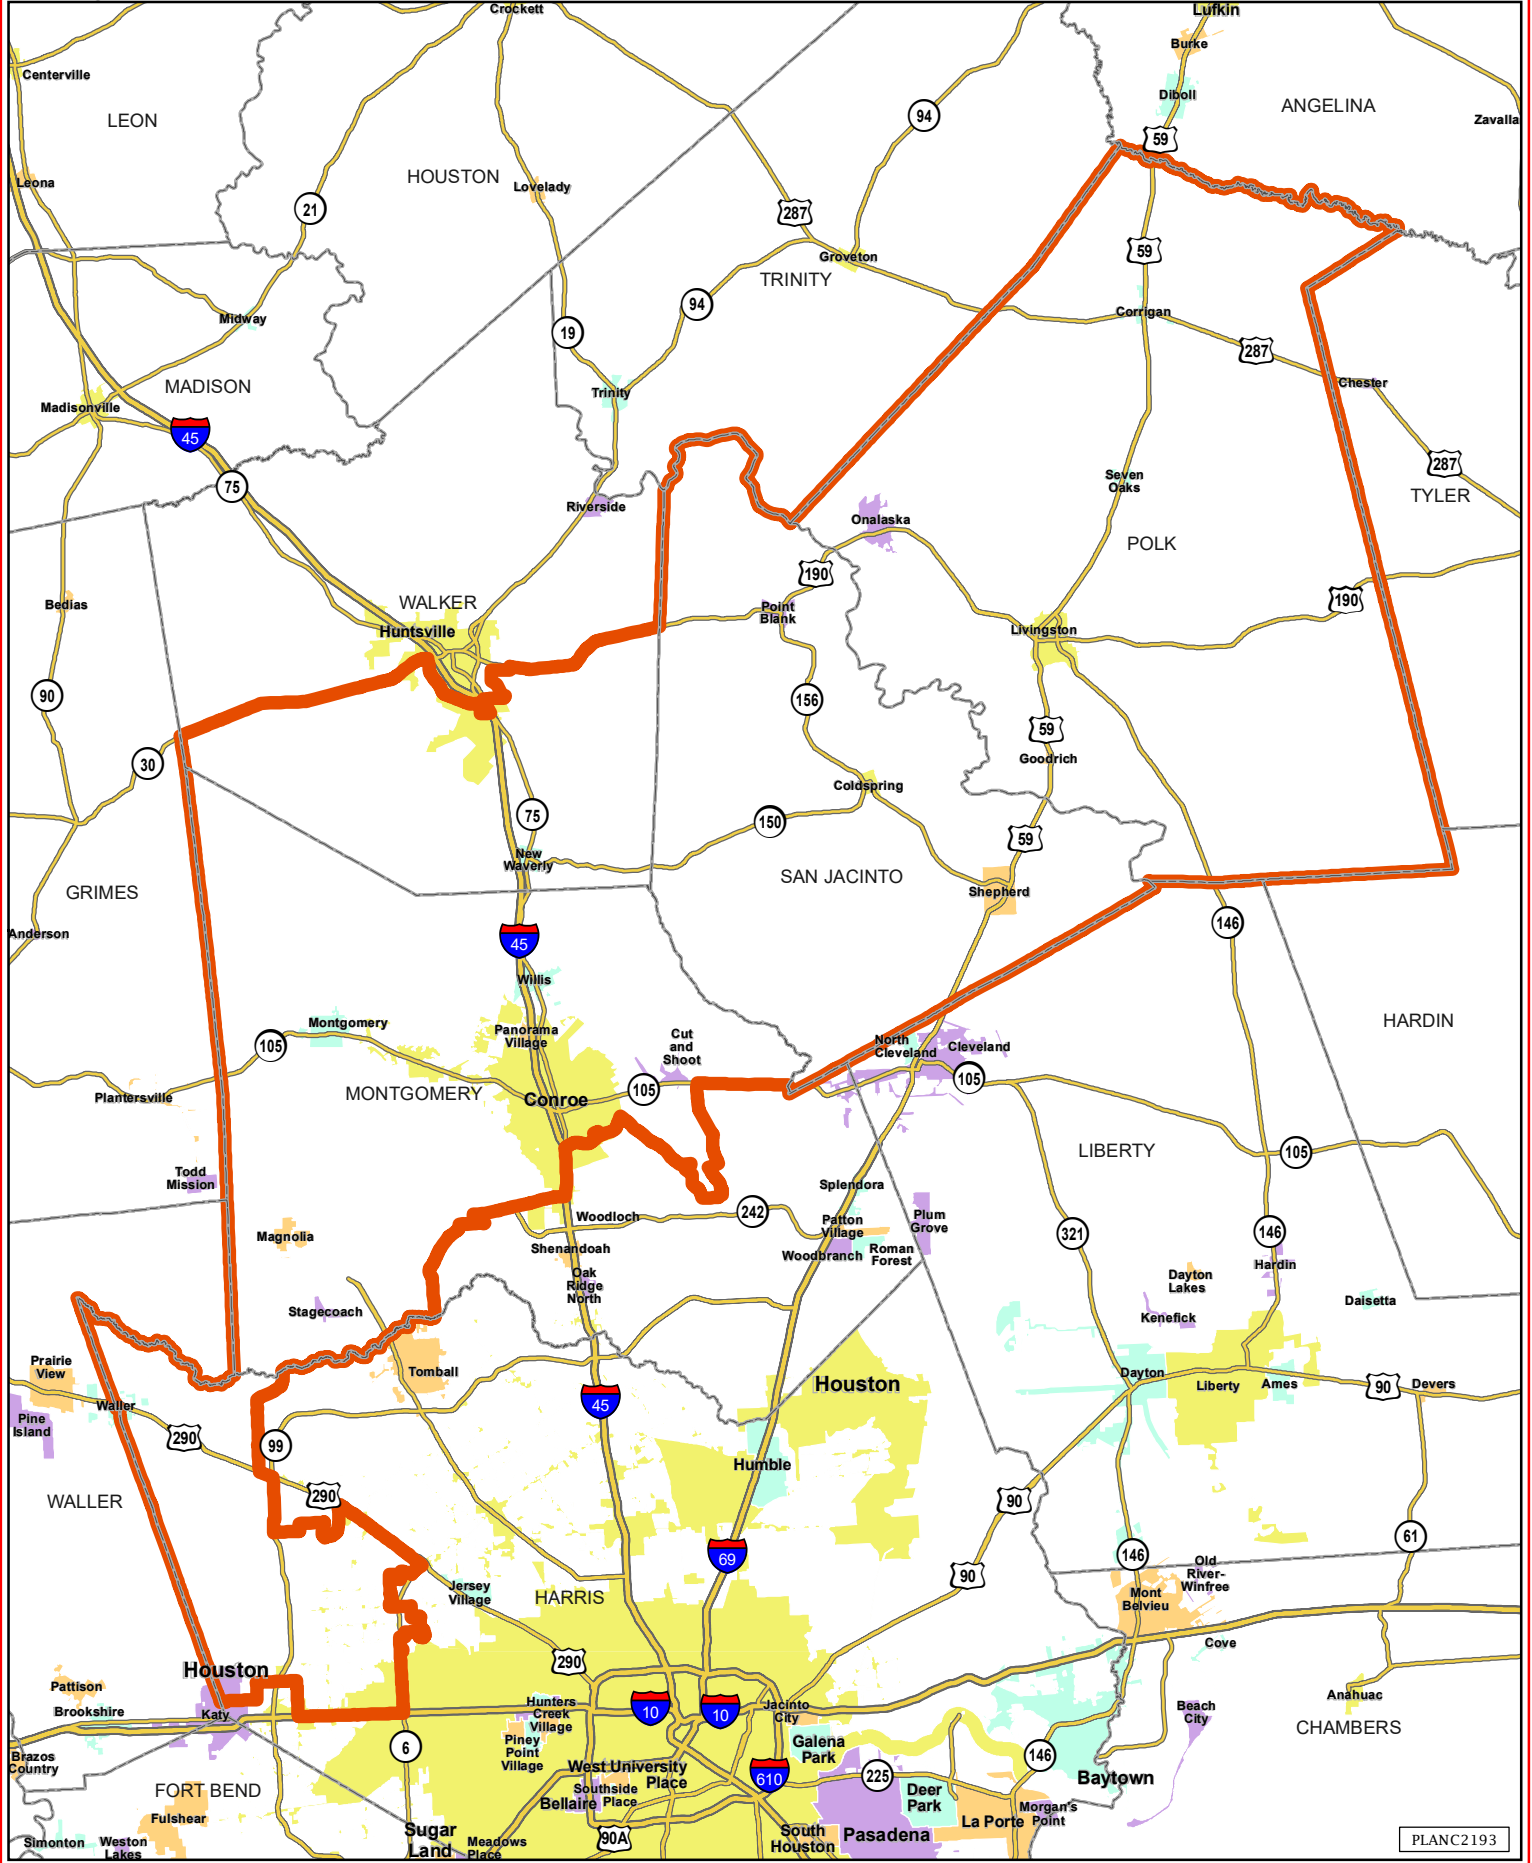 Crockett
Lufkin
Burke
Centerville
Diboll
ANGELINA
LEON
94
Zavalla
59
HOUSTON
Leona
Lovelady
21
287
59
Groveton
TRINITY
94
Midway
Corrigan
19
287
MADISON
Chester
Trinity
Madisonville
45
287
75
Seven
Oaks
TYLER
Riverside
Onalaska
POLK
190
190
Bedias
WALKER
Point
Blank
Huntsville
Livingston
90
156
59
30
Goodrich
Coldspring
75
150
59
New
Waverly
SAN JACINTO
GRIMES
Shepherd
Anderson
146
45
Willis
Montgomery
HARDIN
Panorama
Village
Cut
and
Shoot
105
North
Cleveland
Cleveland
105
105
Plantersville
MONTGOMERY
Conroe
LIBERTY
105
Todd
Mission
Splendora
Woodloch
242
Patton
Village
Plum
Grove
321
146
Magnolia
Shenandoah
Woodbranch
Roman
Forest
Hardin
Oak
Ridge
North
Dayton
Lakes
Daisetta
Stagecoach
Kenefick
Prairie
View
Tomball
Dayton
Houston
Liberty
Ames
90
Devers
Waller
45
Pine
Island
290
99
Humble
290
WALLER
90
61
69
146
90
Old
River-
Winfree
Jersey
Village
HARRIS
Mont
Belvieu
290
Cove
Houston
Pattison
Brookshire
Katy
Hunters
Creek
Village
10
10
Jacinto
City
Beach
City
Anahuac
CHAMBERS
6
Piney
Point
Village
Galena
Park
146
Brazos
Country
West University
Place
610
225
Baytown
FORT BEND
Southside
Place
Bellaire
Deer
Park
Fulshear
La Porte
Morgan's
Point
Simonton
Weston
Lakes
Sugar
Land
Meadows
Place
90A
South
Houston
Pasadena
PLANC2193